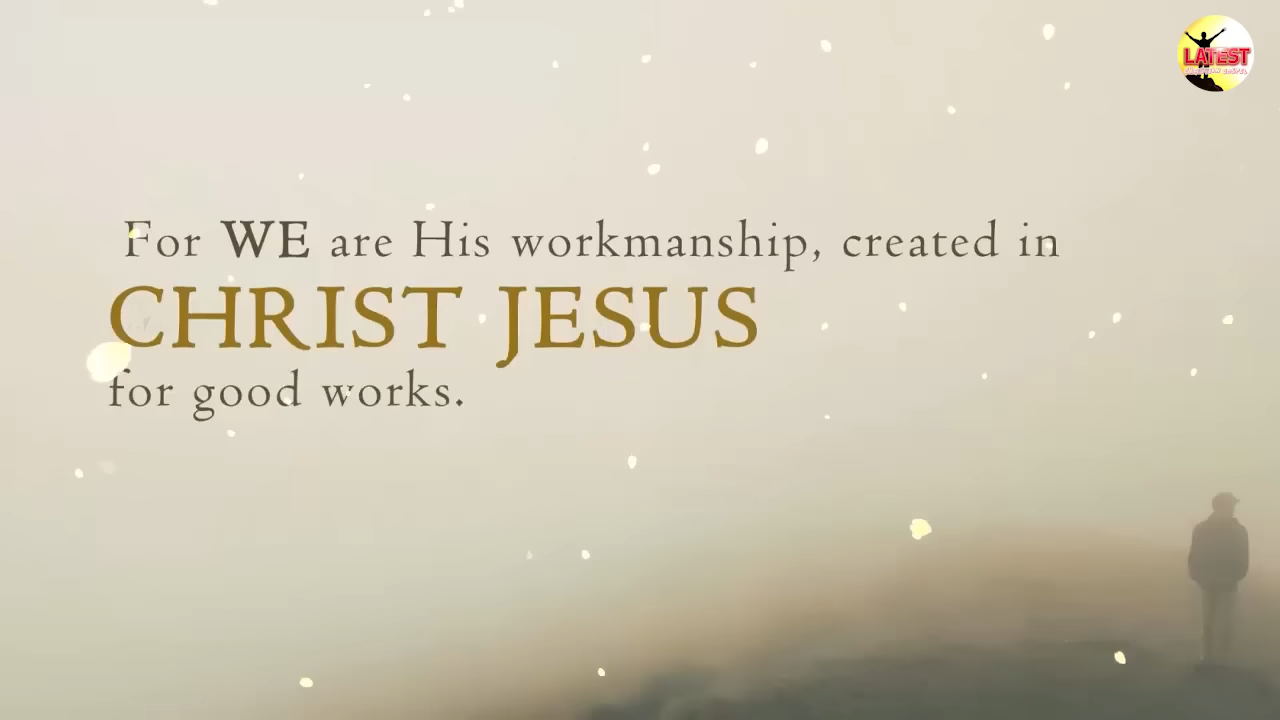 LATEST
For WE are His workmanship, created in
CHRIST JESUS
for good works.